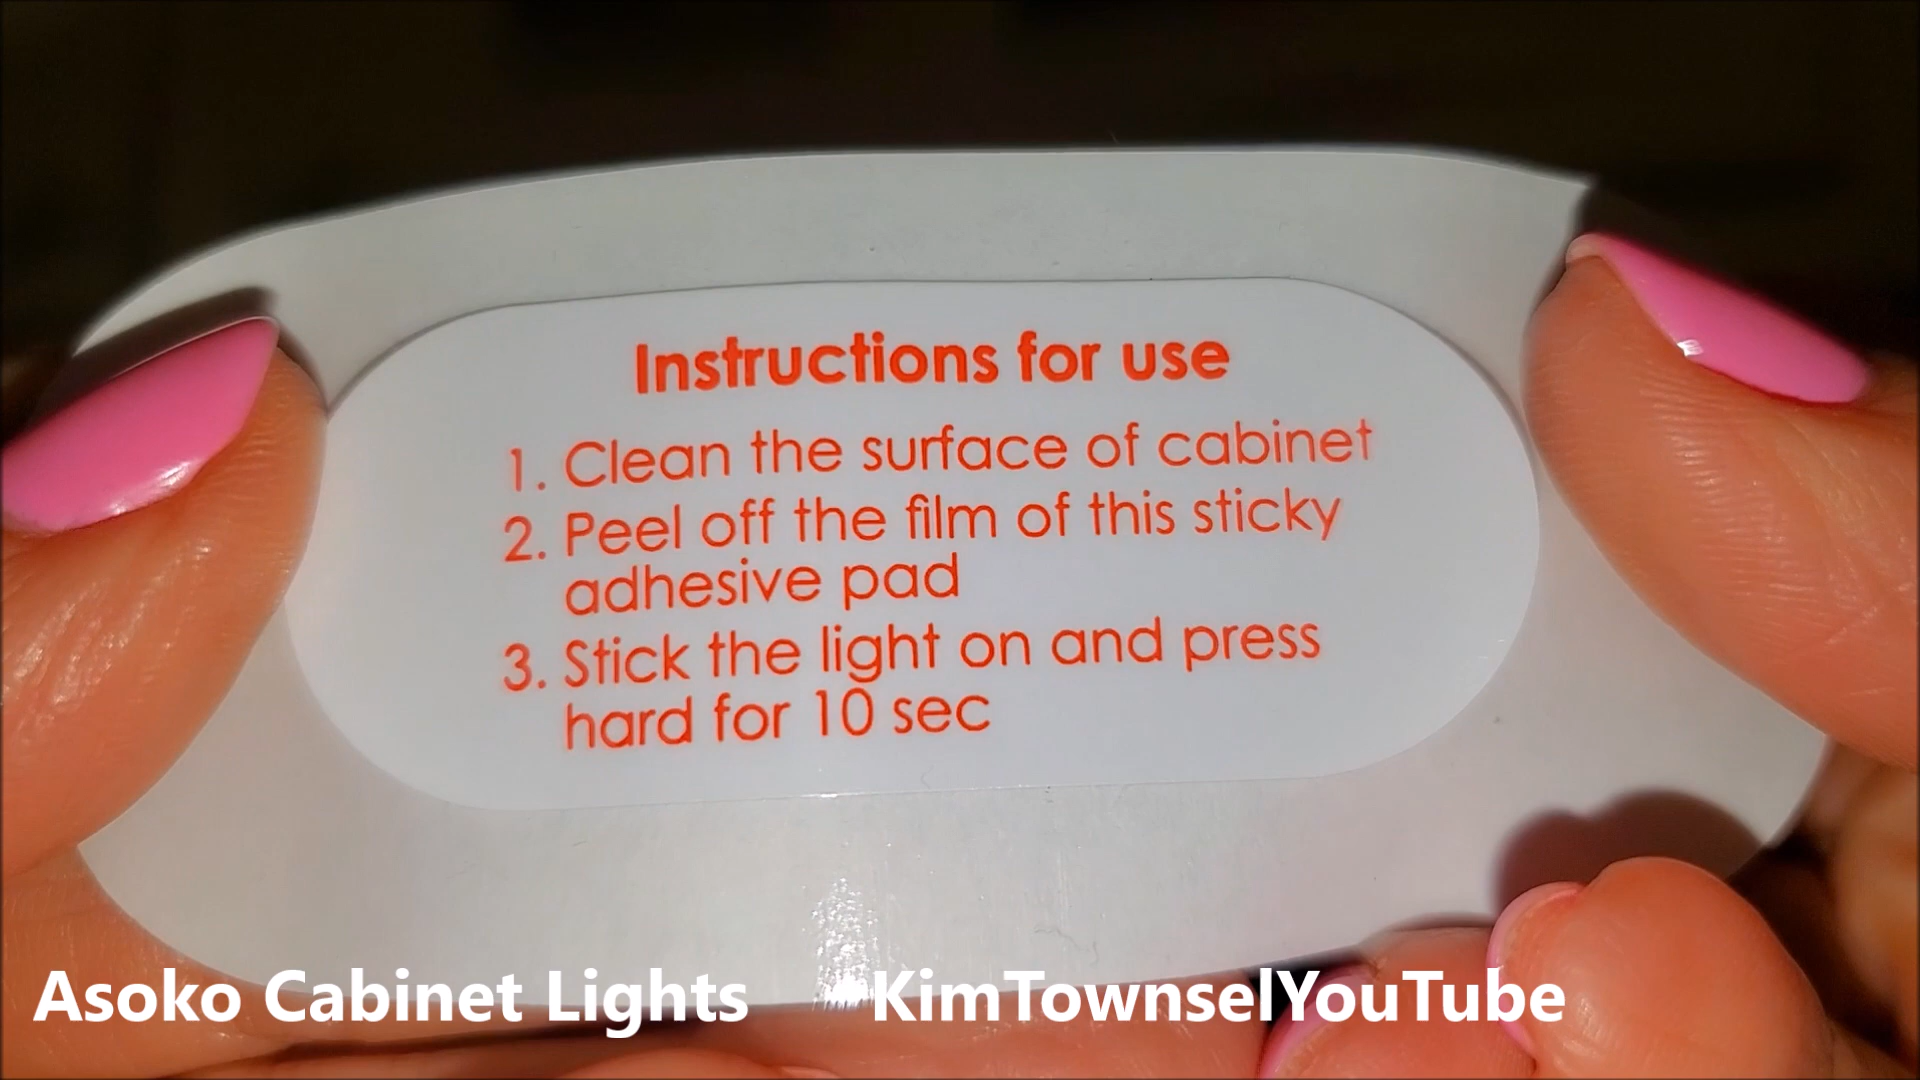 Instructions for use
1. Clean the surface of cabinet
2. Peel off the film of this sticky
adhesive pad
3. Stick the light on and press
hard for 10 sec
Asoko Cabinet Lights KimTownselYouTube